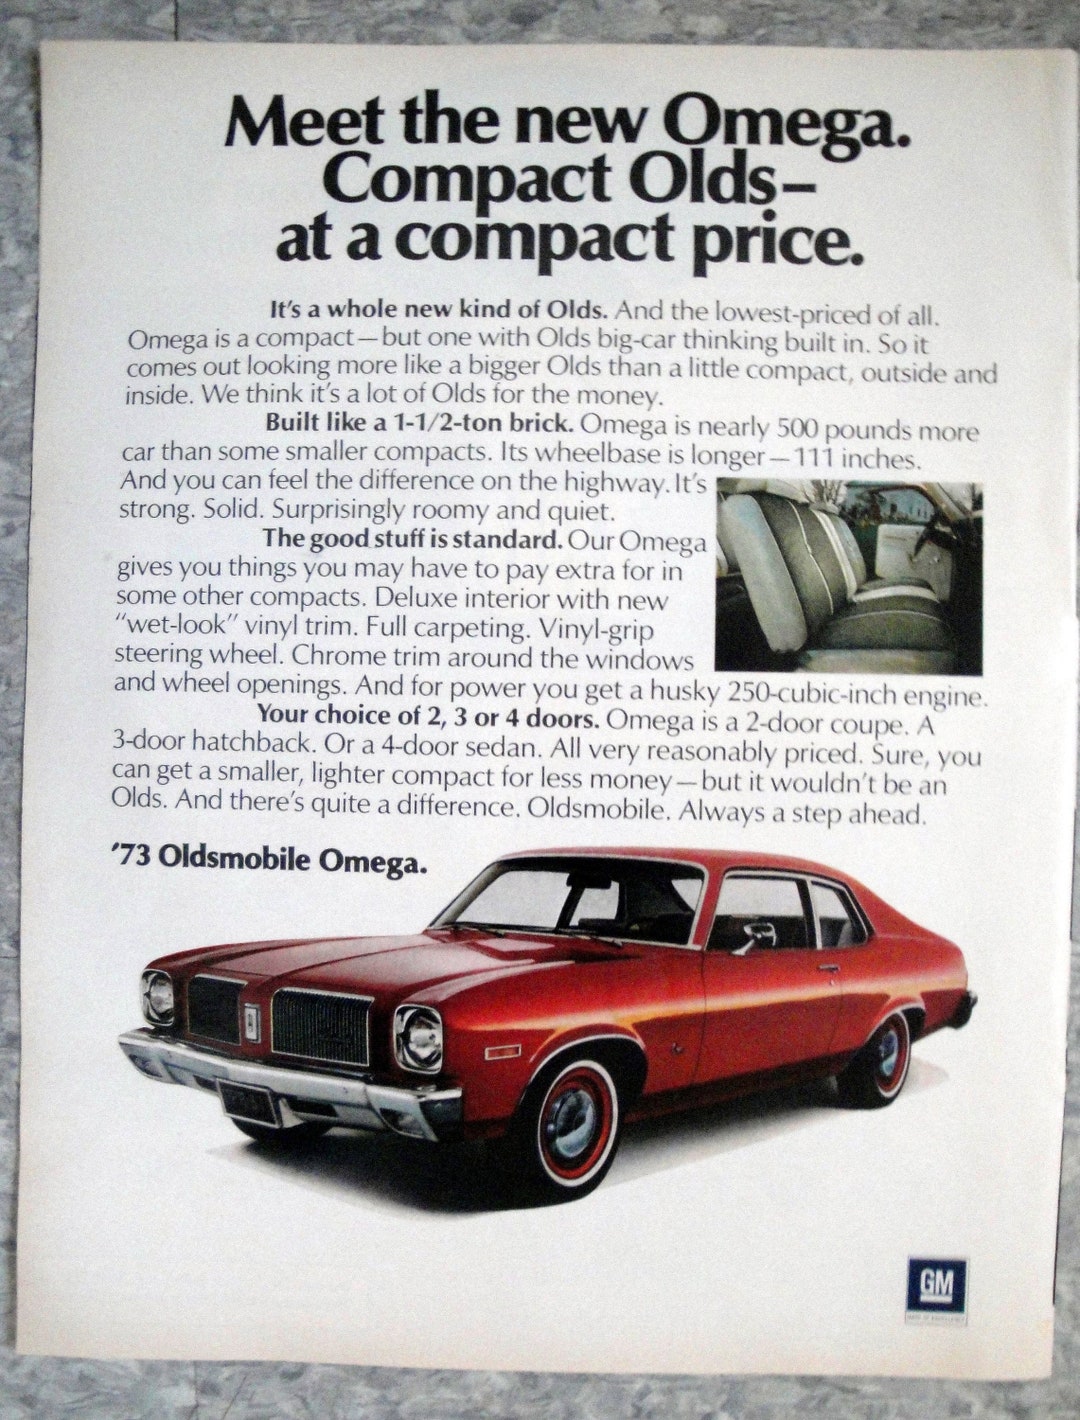 Meet the new Omega.
Compact Olds–
at a compact price.
It's a whole new kind of Olds. And the lowest-priced of all.
Omega is a compact—but one with Olds big-car thinking built in. So it
comes out looking more like a bigger Olds than a little compact, outside and
inside. We think it's a lot of Olds for the money.
Built like a 1-1/2-ton brick. Omega is nearly 500 pounds more
car than some smaller compacts. Its wheelbase is longer—111 inches.
And you can feel the difference on the highway. It's
strong. Solid. Surprisingly roomy and quiet.
The good stuff is standard. Our Omega
gives you things you may have to pay extra for in
some other compacts. Deluxe interior with new
"wet-look" vinyl trim. Full carpeting. Vinyl-grip
steering wheel. Chrome trim around the windows
and wheel openings. And for power you get a husky 250-cubic-inch engine.
Your choice of 2, 3 or 4 doors. Omega is a 2-door coupe. A
3-door hatchback. Or a 4-door sedan. All very reasonably priced. Sure, you
can get a smaller, lighter compact for less money—but it wouldn't be an
Olds. And there's quite a difference. Oldsmobile. Always a step ahead.
'73 Oldsmobile Omega.
GM